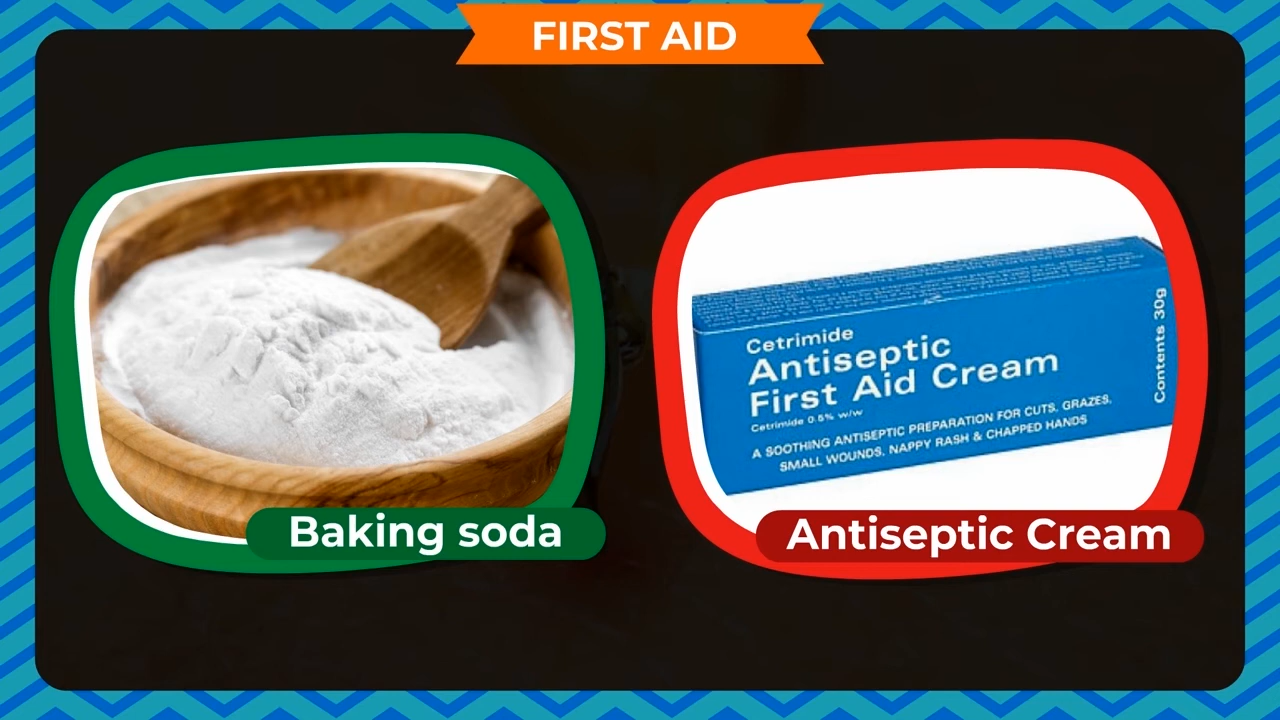 FIRST AID
Baking soda
Cetrimide
Antiseptic
First Aid Cream
Cetrimide 0.5% w/w
A SOOTHING ANTISEPTIC PREPARATION FOR CUTS, GRAZES,
SMALL WOUNDS, NAPPY RASH & CHAPPED HANDS
Contents 30g
Antiseptic Cream